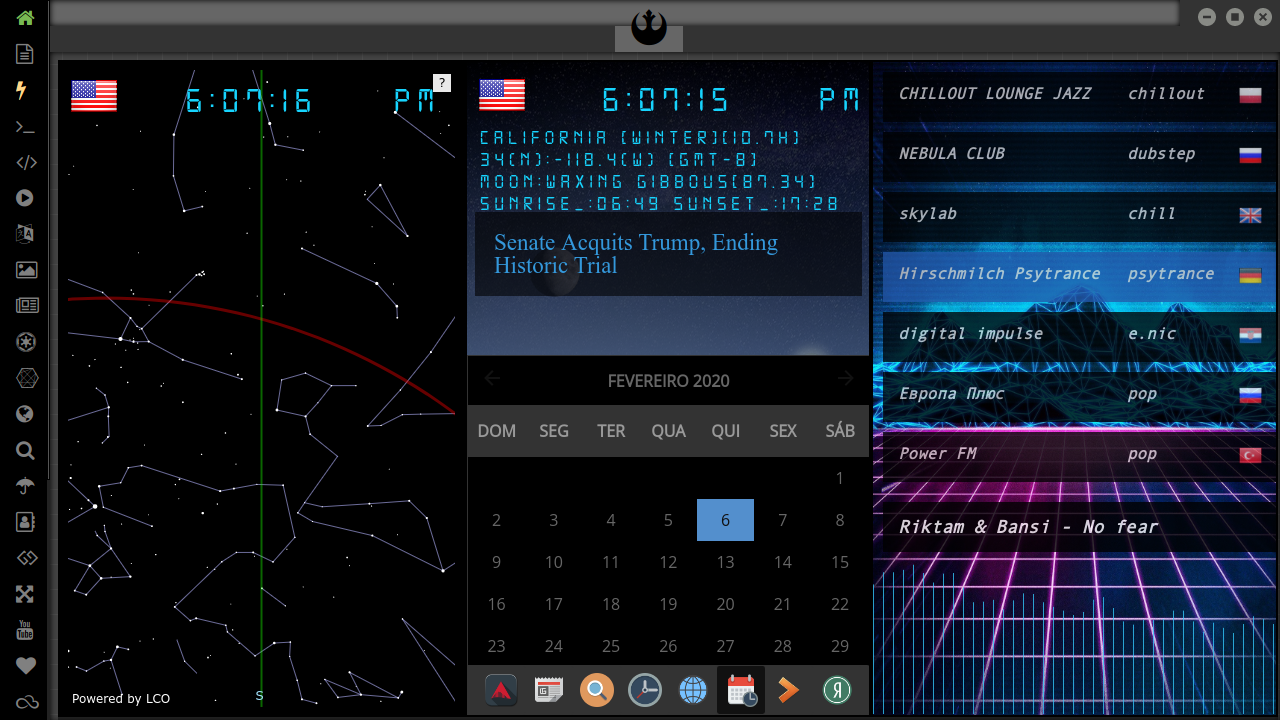 6:07:16 PM
?
Powered by LCO
S
6:07:15 PM
CALIFORNIA (WINTER)(10.7H)
34(N):-118.4(W) (GMT-8)
MOON:WAXING GIBBOUS(87.34)
SUNRISE_:06:49 SUNSET_:17:28
Senate Acquits Trump, Ending
Historic Trial
FEVEREIRO 2020
DOM SEG TER QUA QUI SEX SÁB
1
2 3 4 5 6 7 8
9 10 11 12 13 14 15
16 17 18 19 20 21 22
23 24 25 26 27 28 29
CHILLOUT LOUNGE JAZZ chillout
NEBULA CLUB dubstep
skylab chill
Hirschmilch Psytrance psytrance
digital impulse e.nic
Европа Плюс pop
Power FM pop
Riktam & Bansi - No fear
You
Tube
Я